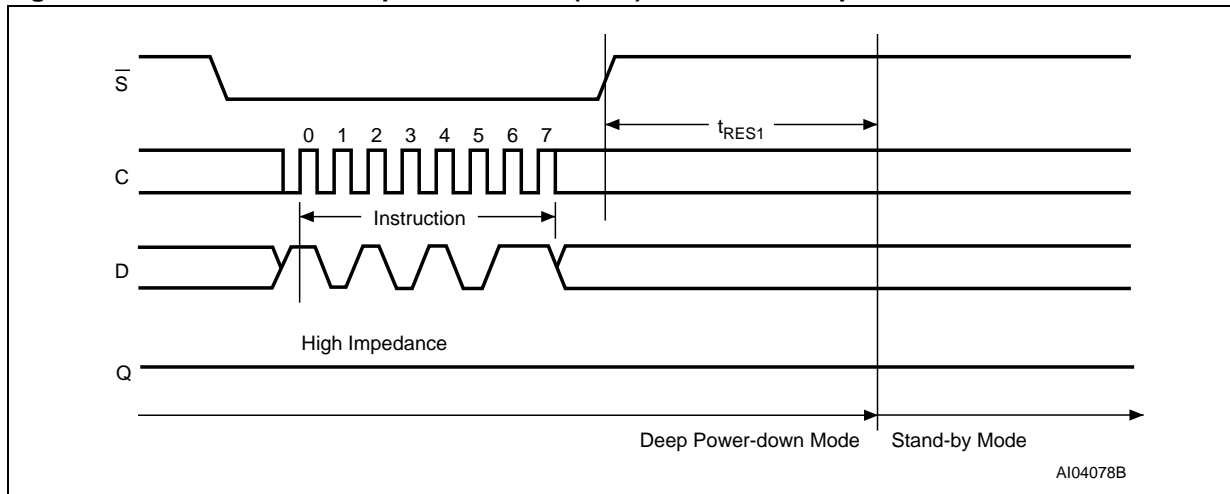 S̅
0 1 2 3 4 5 6 7
tRES1
C
Instruction
D
High Impedance
Q
Deep Power-down Mode Stand-by Mode
AI04078B